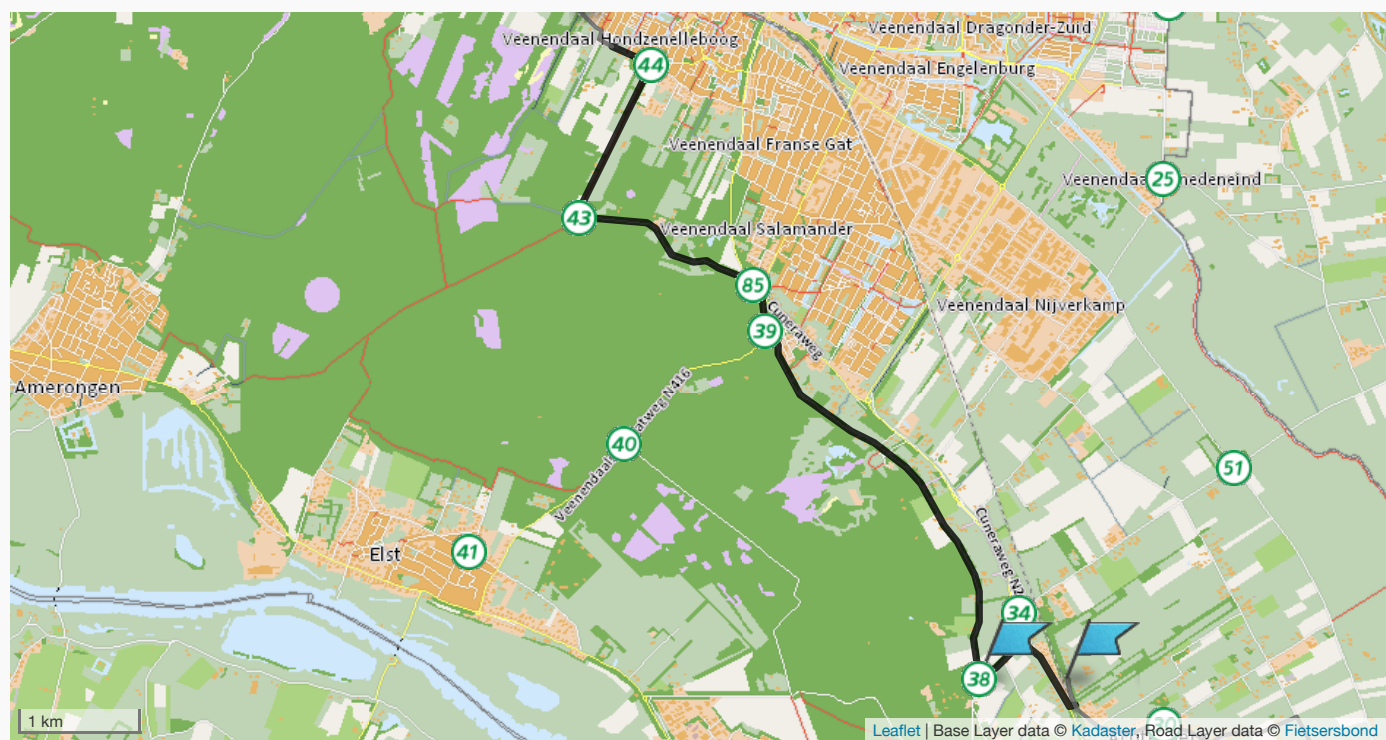 Veenendaal Dragonder-Zuid
Veenendaal Hondzenelleboog
44
Veenendaal Engelenburg
Veenendaal Franse Gat
25
43
Veenendaal Salamander
85
Cuneraweg
39
Veenendaal Nijverkamp
Amerongen
N416
40
51
Elst
41
Cuneraweg
34
38
30
1 km
Leaflet | Base Layer data © Kadaster, Road Layer data © Fietsersbond